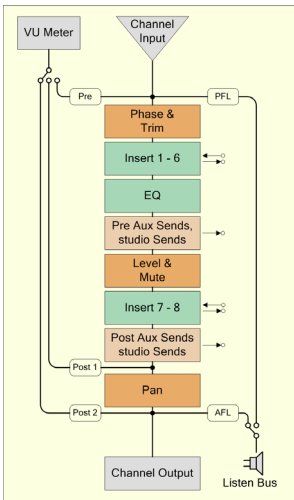 VU Meter
Channel
Input
Pre
PFL
Phase &
Trim
Insert 1 - 6
EQ
Pre Aux Sends,
studio Sends
Level &
Mute
Insert 7 - 8
Post Aux Sends
studio Sends
Post 1
Pan
Post 2
AFL
Channel Output
Listen Bus